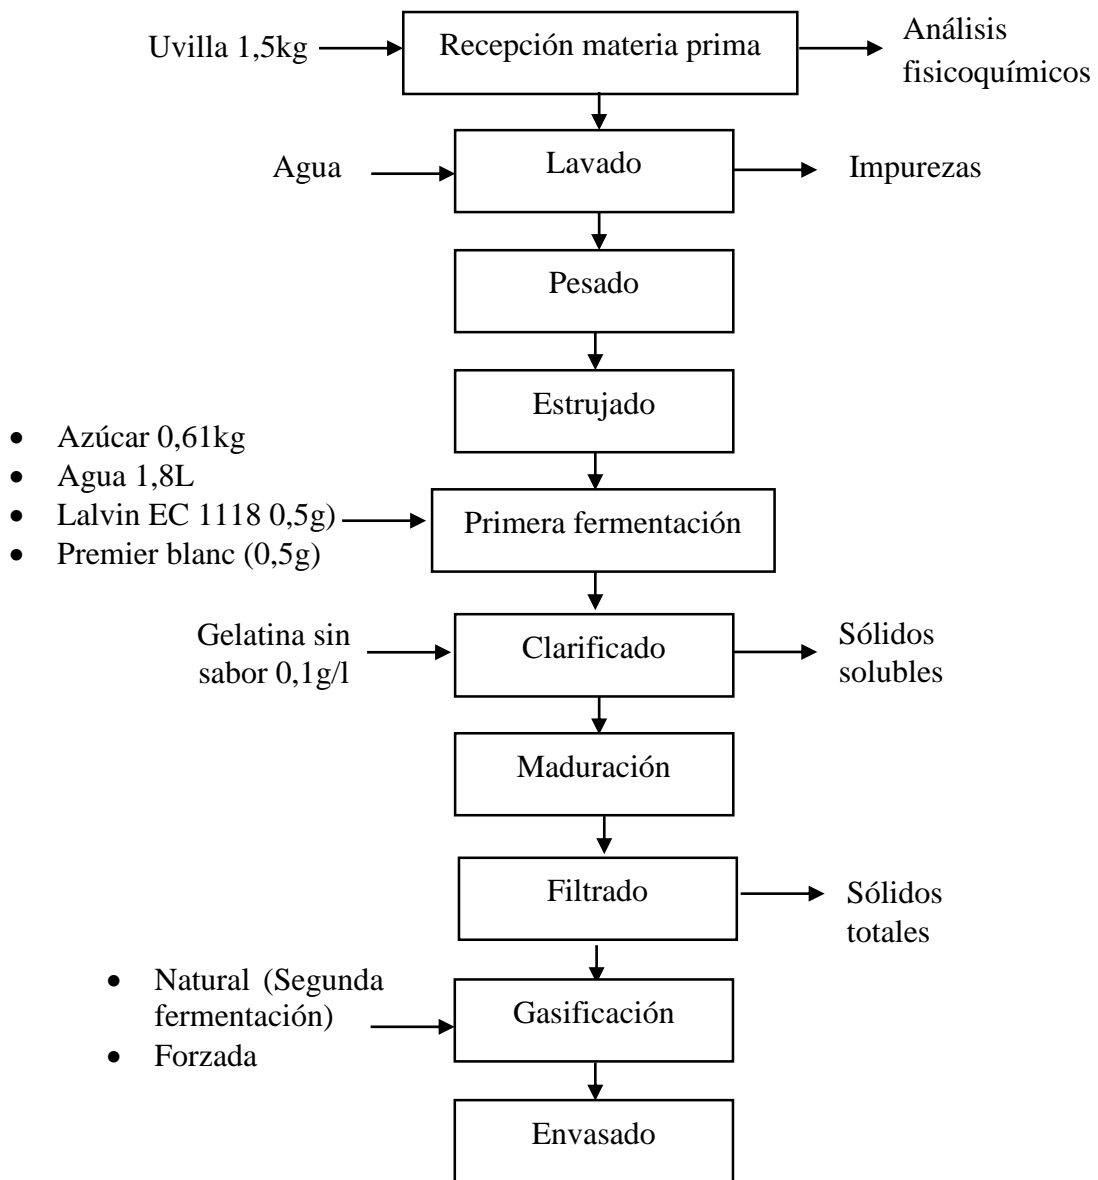 Uvilla 1,5kg
Recepción materia prima
Análisis
fisicoquímicos
Agua
Lavado
Impurezas
Pesado
Estrujado
• Azúcar 0,61kg
• Agua 1,8L
• Lalvin EC 1118 0,5g)
• Premier blanc (0,5g)
Primera fermentación
Gelatina sin
sabor 0,1g/l
Clarificado
Sólidos
solubles
Maduración
Filtrado
Sólidos
totales
• Natural (Segunda
fermentación)
• Forzada
Gasificación
Envasado